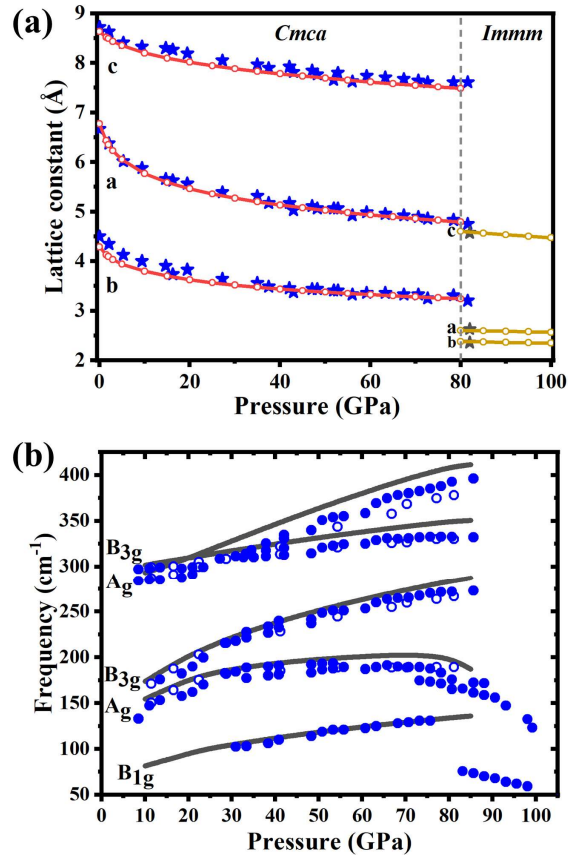 (a)
Cmca
Immm
Lattice constant (Å)
9
8
7
6
5
4
3
2
c
a
b
c
a
b
0 20 40 60 80 100
Pressure (GPa)
(b)
Frequency (cm⁻¹)
400
350
300
250
200
150
100
50
B3g
Ag
B3g
Ag
B1g
0 10 20 30 40 50 60 70 80 90 100
Pressure (GPa)